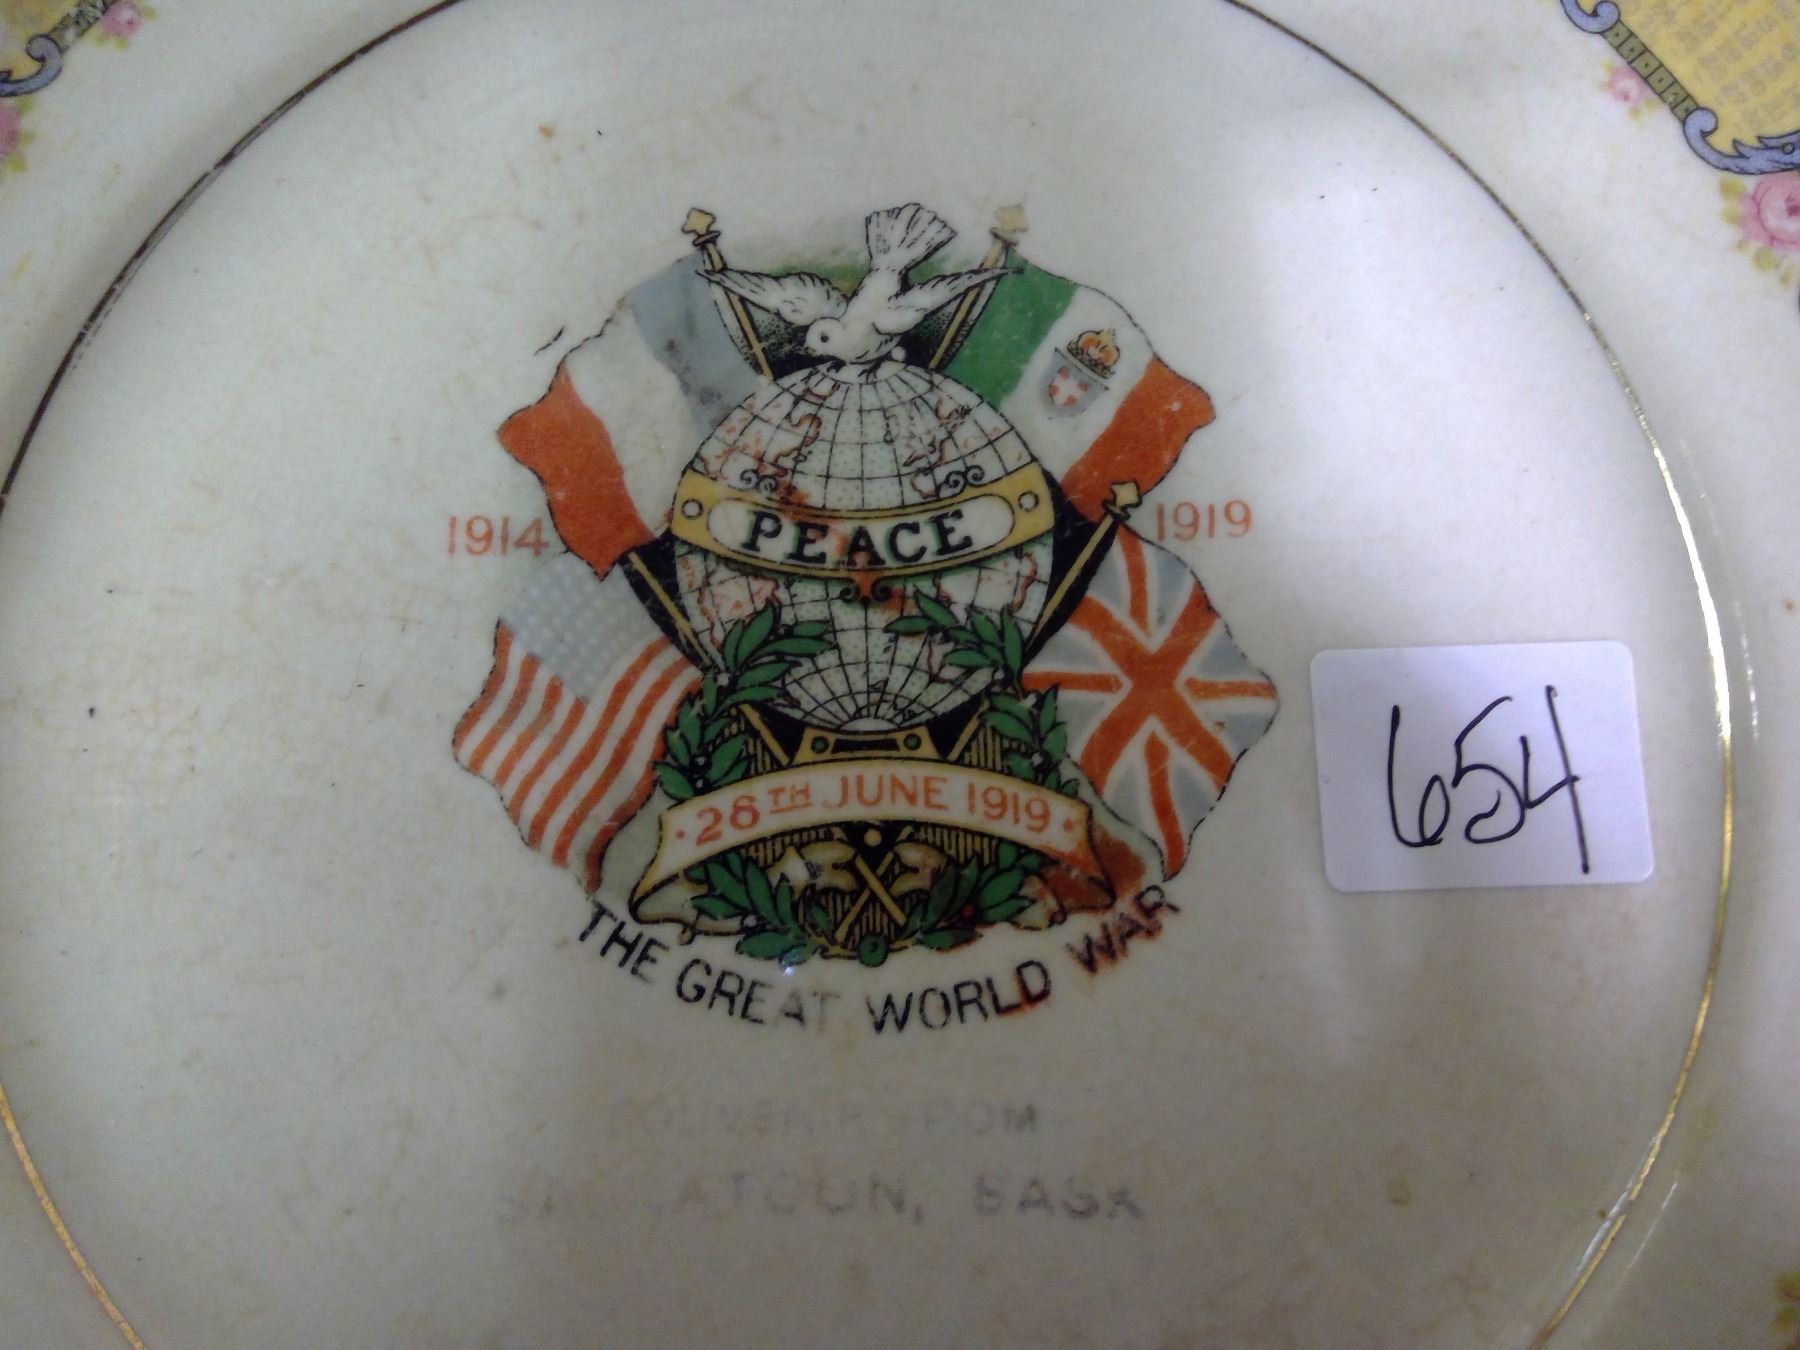 PEACE
1914
1919
28TH JUNE 1919
THE GREAT WORLD WAR
SOUVENIR FROM
SASKATOON, SASK
654